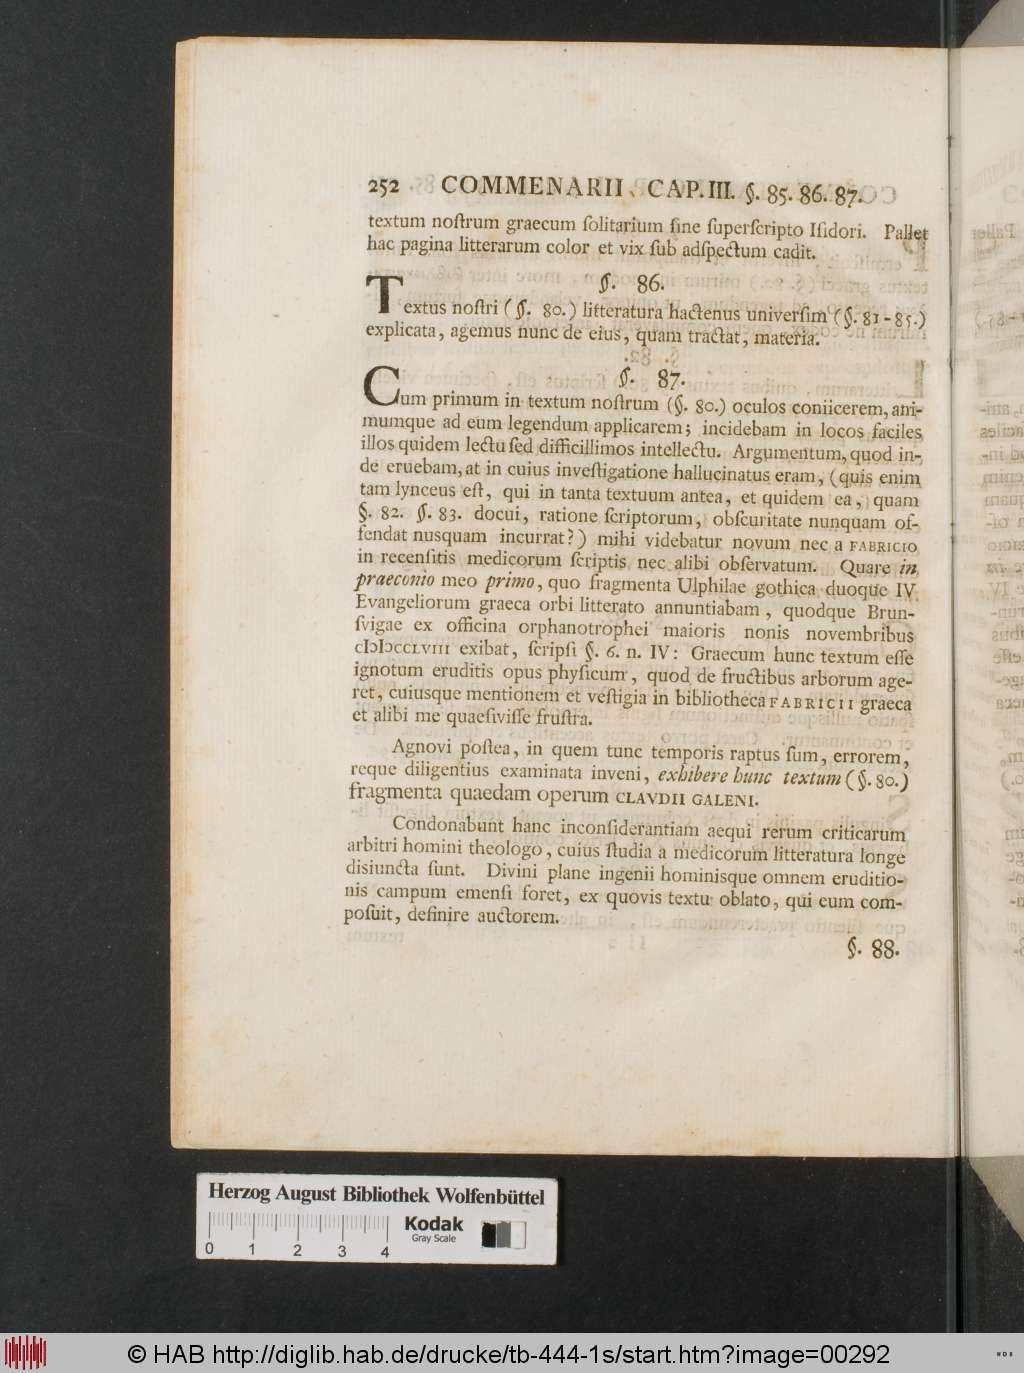 252 COMMENARII CAP. III. §. 85. 86. 87.
textum noſtrum graecum ſolitarium ſine ſuperſcripto Iſidori. Pallet
hac pagina litterarum color et vix ſub adſpectum cadit.
§. 86.
Textus noſtri (§. 80.) litteratura hactenus univerſim (§. 81-85.)
explicata, agemus nunc de eius, quam tractat, materia.
§. 87.
Cum primum in textum noſtrum (§. 80.) oculos coniicerem, ani-
mumque ad eum legendum applicarem; incidebam in locos faciles
illos quidem lectu ſed difficillimos intellectu. Argumentum, quod in-
de eruebam, at in cuius inveſtigatione hallucinatus eram, (quis enim
tam lynceus eſt, qui in tanta textuum antea, et quidem ea, quam
§. 82. §. 83. docui, ratione ſcriptorum, obſcuritate nunquam of-
fendat nusquam incurrat?) mihi videbatur novum nec a FABRICIO
in recenſitis medicorum ſcriptis nec alibi obſervatum. Quare in
praeconio meo primo, quo fragmenta Ulphilae gothica duoque IV
Evangeliorum graeca orbi litterato annuntiabam, quodque Brun-
ſvigae ex officina orphanotrophei maioris nonis novembribus
cIƆIƆCCLVIII exibat, ſcripſi §. 6. n. IV: Graecum hunc textum eſſe
ignotum eruditis opus phyſicum, quod de fructibus arborum age-
ret, cuiusque mentionem et veſtigia in bibliotheca FABRICII graeca
et alibi me quaeſiviſſe fruſtra.
Agnovi poſtea, in quem tunc temporis raptus ſum, errorem,
reque diligentius examinata inveni, exhibere hunc textum (§. 80.)
fragmenta quaedam operum CLAVDII GALENI.
Condonabunt hanc inconſiderantiam aequi rerum criticarum
arbitri homini theologo, cuius ſtudia a medicorum litteratura longe
disiuncta ſunt. Divini plane ingenii hominisque omnem eruditio-
nis campum emenſi foret, ex quovis textu oblato, qui eum com-
poſuit, definire auctorem.
§. 88.
Herzog August Bibliothek Wolfenbüttel
0 1 2 3 4
Kodak
Gray Scale
© HAB http://diglib.hab.de/drucke/tb-444-1s/start.htm?image=00292